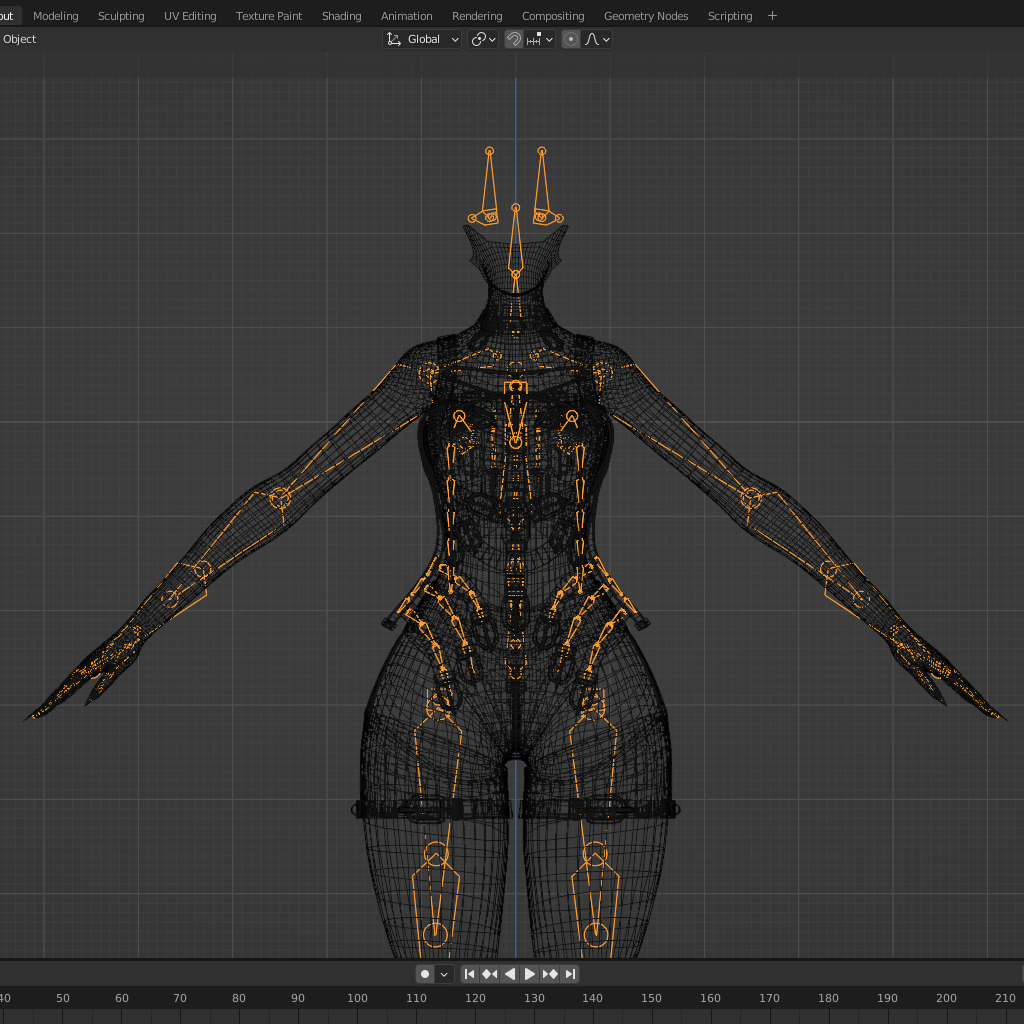 out Modeling Sculpting UV Editing Texture Paint Shading Animation Rendering Compositing Geometry Nodes Scripting +
Object Global
40 50 60 70 80 90 100 110 120 130 140 150 160 170 180 190 200 210